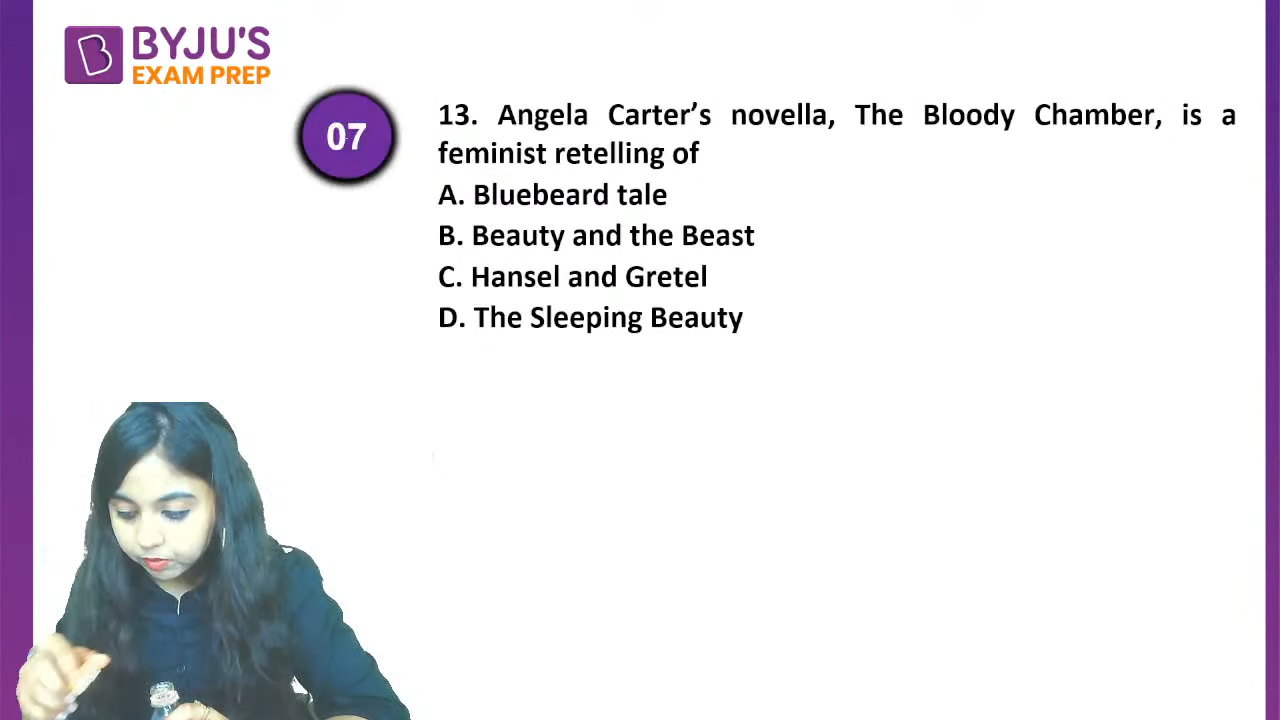 BYJU'S
EXAM PREP
07
13. Angela Carter’s novella, The Bloody Chamber, is a
feminist retelling of
A. Bluebeard tale
B. Beauty and the Beast
C. Hansel and Gretel
D. The Sleeping Beauty